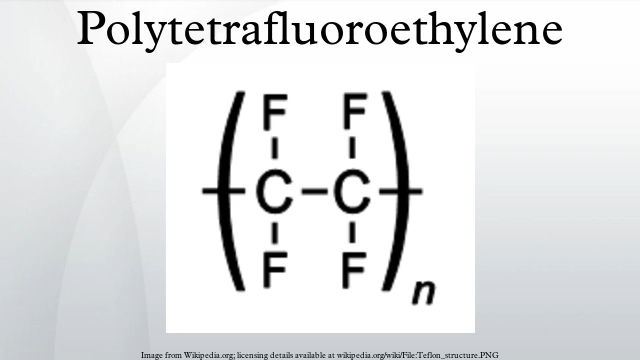 Polytetrafluoroethylene
F F
C C
F F
n
Image from Wikipedia.org; licensing details available at wikipedia.org/wiki/File:Teflon_structure.PNG